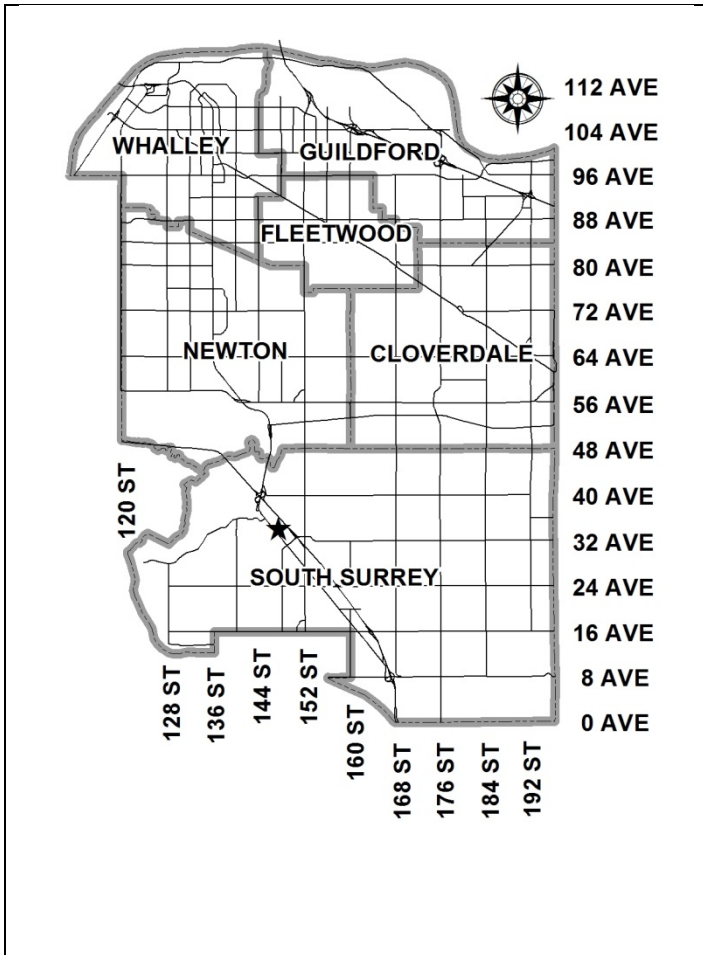 112 AVE
104 AVE
WHALLEY
GUILDFORD
96 AVE
88 AVE
FLEETWOOD
80 AVE
72 AVE
NEWTON
CLOVERDALE
64 AVE
56 AVE
48 AVE
120 ST
40 AVE
32 AVE
SOUTH SURREY
24 AVE
16 AVE
128 ST
136 ST
144 ST
152 ST
160 ST
8 AVE
0 AVE
168 ST
176 ST
184 ST
192 ST